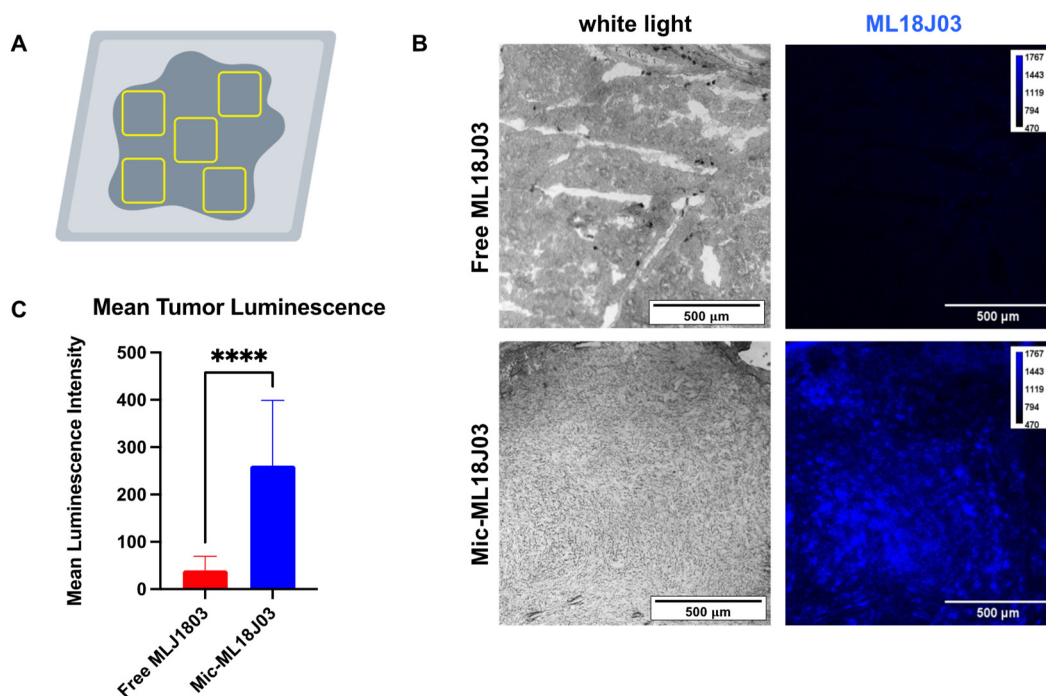 A
B
white light
ML18J03
Free ML18J03
500 µm
1767
1443
1119
794
470
500 µm
Mic-ML18J03
500 µm
1767
1443
1119
794
470
500 µm
C
Mean Tumor Luminescence
Mean Luminescence Intensity
500
400
300
200
100
0
****
Free MLJ1803
Mic-ML18J03